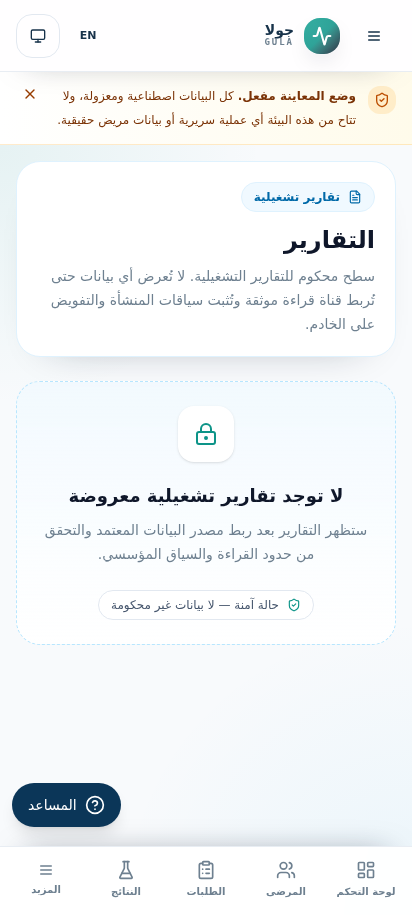 جولا
GULA
EN
وضع المعاينة مفعل. كل البيانات اصطناعية ومعزولة، ولا
تتاح من هذه البيئة أي عملية سريرية أو بيانات مريض حقيقية.
تقارير تشغيلية
التقارير
سطح محكوم للتقارير التشغيلية. لا تُعرض أي بيانات حتى
تُربط قناة قراءة موثقة وتُثبت سياقات المنشأة والتفويض
على الخادم.
لا توجد تقارير تشغيلية معروضة
ستظهر التقارير بعد ربط مصدر البيانات المعتمد والتحقق
من حدود القراءة والسياق المؤسسي.
حالة آمنة — لا بيانات غير محكومة
المساعد
لوحة التحكم
المرضى
الطلبات
النتائج
المزيد